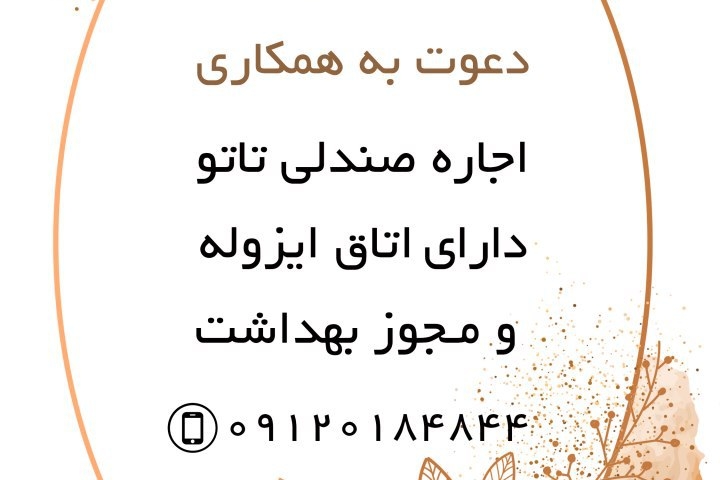 دعوت به همکاری
اجاره صندلی تاتو
دارای اتاق ایزوله
و مجوز بهداشت
۰۹۱۲۰۱۸۴۸۴۴